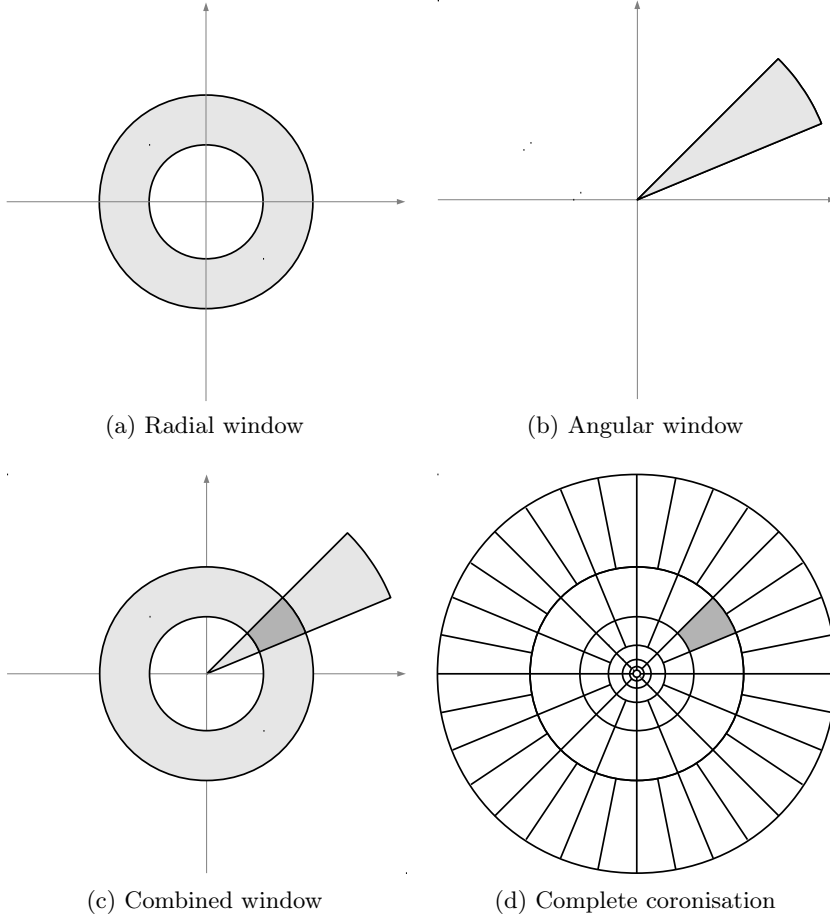 (a) Radial window
(b) Angular window
(c) Combined window
(d) Complete coronisation